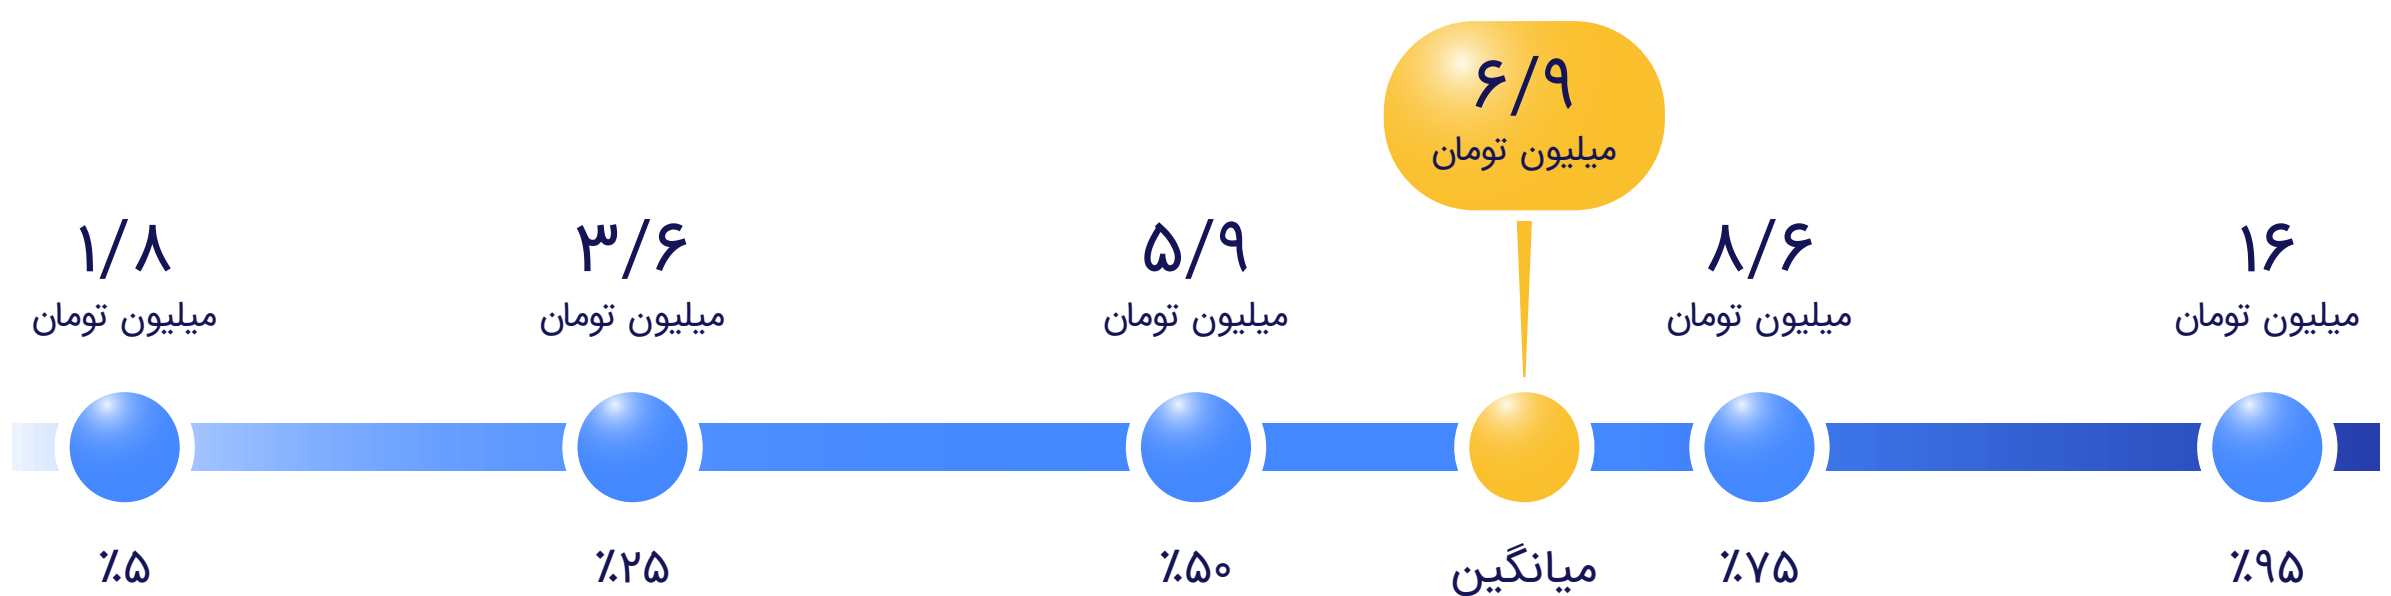 ۶/۹
میلیون تومان
۱/۸
میلیون تومان
۳/۶
میلیون تومان
۵/۹
میلیون تومان
۸/۶
میلیون تومان
۱۶
میلیون تومان
٪۵
٪۲۵
٪۵۰
میانگین
٪۷۵
٪۹۵